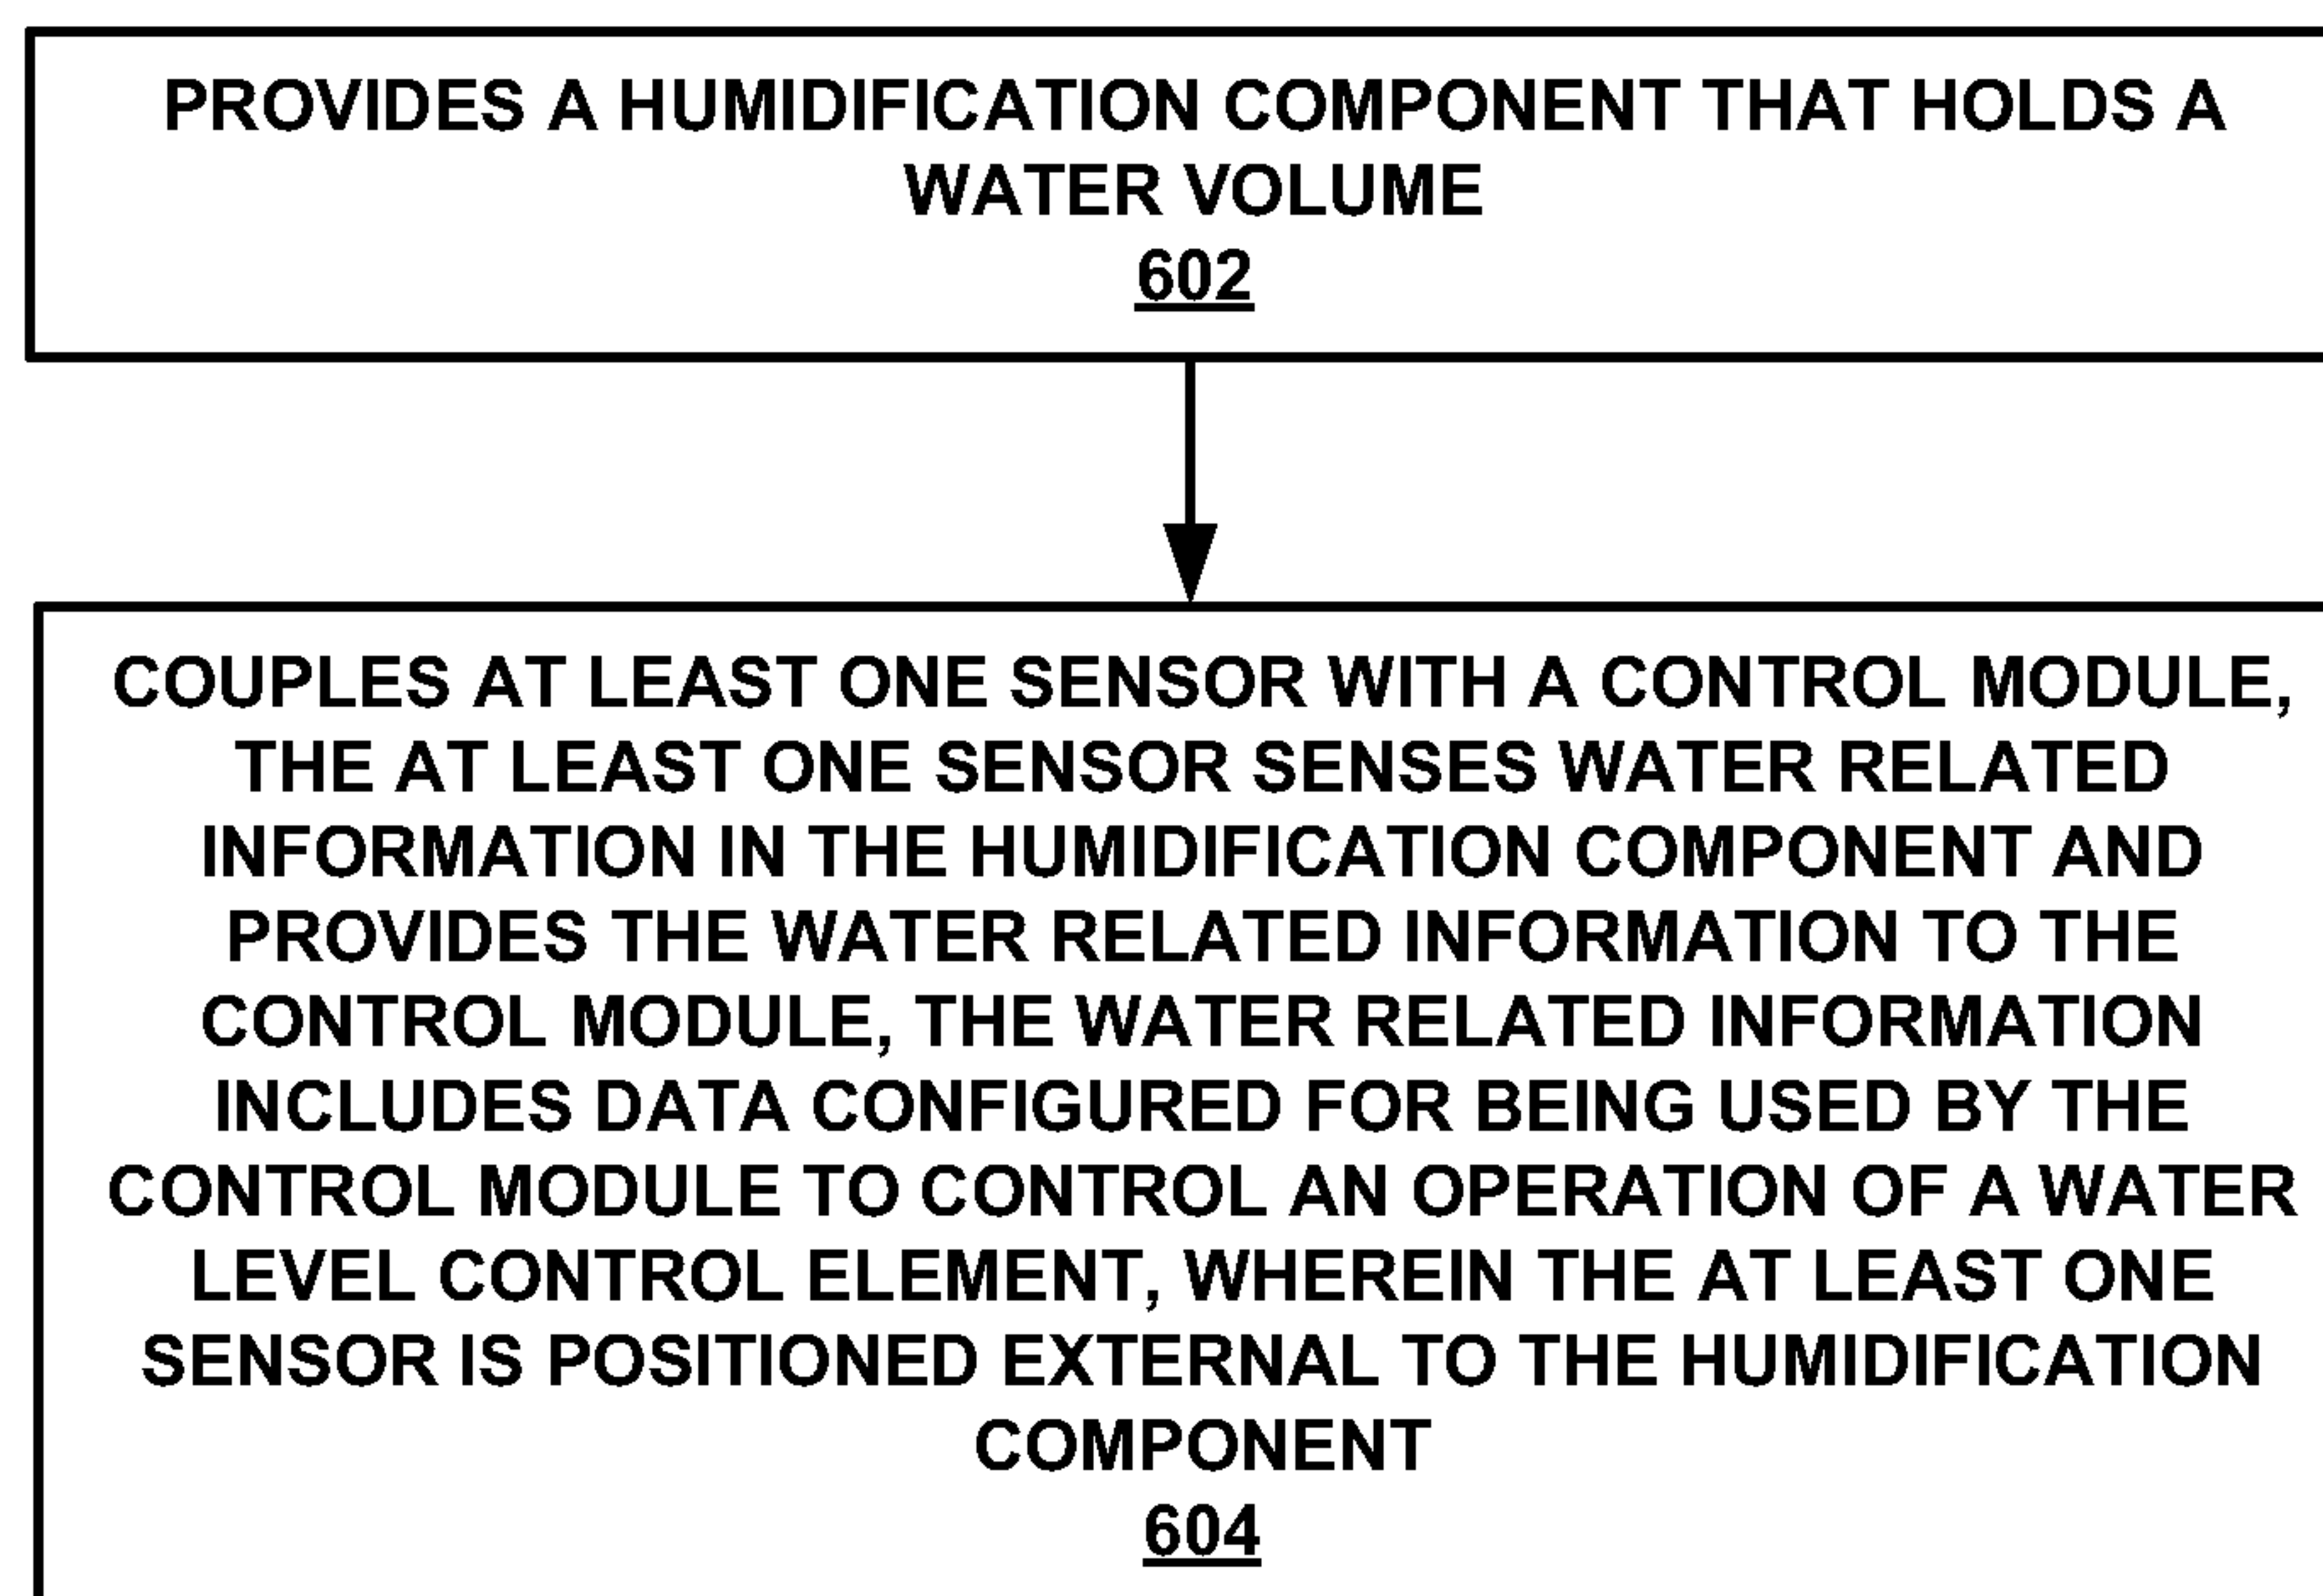 PROVIDES A HUMIDIFICATION COMPONENT THAT HOLDS A
WATER VOLUME
602
COUPLES AT LEAST ONE SENSOR WITH A CONTROL MODULE,
THE AT LEAST ONE SENSOR SENSES WATER RELATED
INFORMATION IN THE HUMIDIFICATION COMPONENT AND
PROVIDES THE WATER RELATED INFORMATION TO THE
CONTROL MODULE, THE WATER RELATED INFORMATION
INCLUDES DATA CONFIGURED FOR BEING USED BY THE
CONTROL MODULE TO CONTROL AN OPERATION OF A WATER
LEVEL CONTROL ELEMENT, WHEREIN THE AT LEAST ONE
SENSOR IS POSITIONED EXTERNAL TO THE HUMIDIFICATION
COMPONENT
604